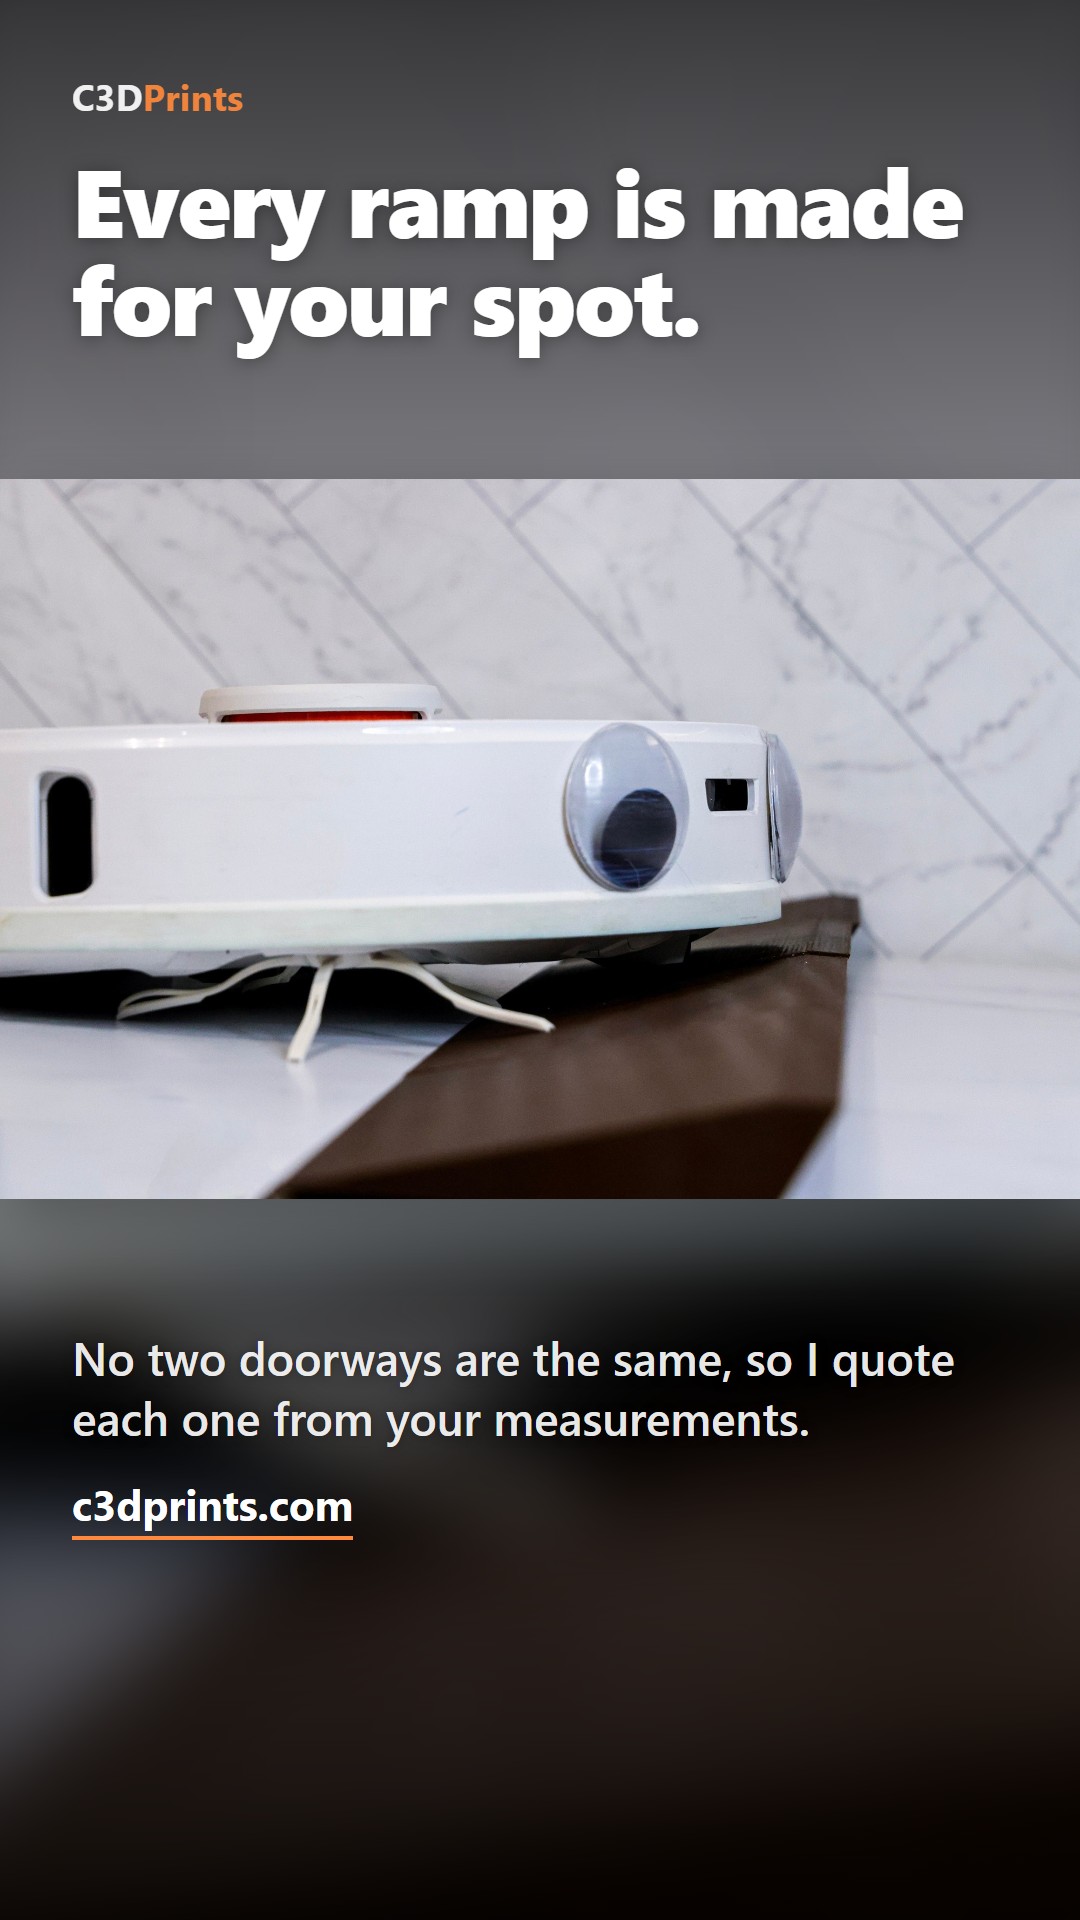 C3DPrints
Every ramp is made
for your spot.
No two doorways are the same, so I quote
each one from your measurements.
c3dprints.com